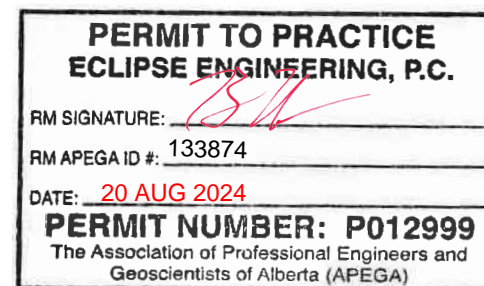 PERMIT TO PRACTICE
ECLIPSE ENGINEERING, P.C.
RM SIGNATURE:
RM APEGA ID #: 133874
DATE: 20 AUG 2024
PERMIT NUMBER: P012999
The Association of Professional Engineers and
Geoscientists of Alberta (APEGA)